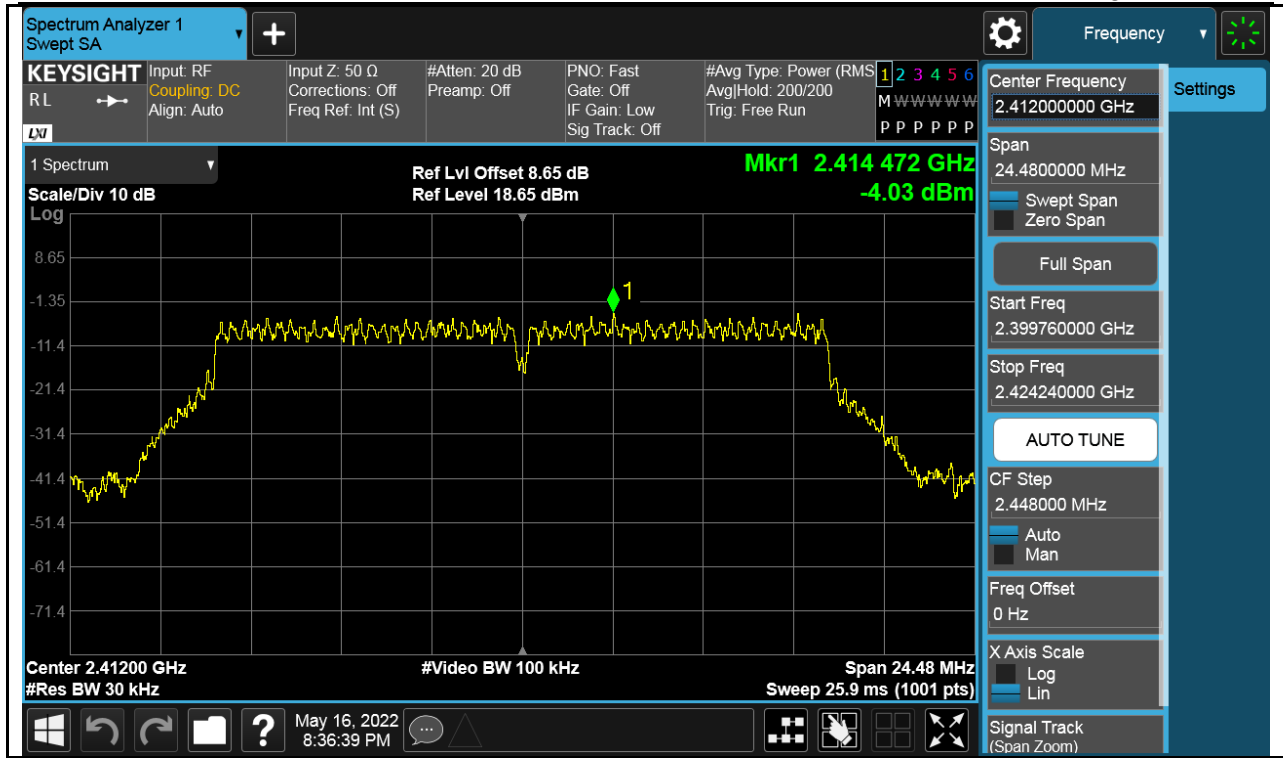 Spectrum Analyzer 1
Swept SA
+
Frequency
KEYSIGHT
R L
LXI
Input: RF
Coupling: DC
Align: Auto
Input Z: 50 Ω
Corrections: Off
Freq Ref: Int (S)
#Atten: 20 dB
Preamp: Off
PNO: Fast
Gate: Off
IF Gain: Low
Sig Track: Off
#Avg Type: Power (RMS
Avg|Hold: 200/200
Trig: Free Run
1 2 3 4 5 6
M W W W W W
P P P P P P
Center Frequency
2.412000000 GHz
Settings
Span
24.4800000 MHz
Swept Span
Zero Span
Full Span
Start Freq
2.399760000 GHz
Stop Freq
2.424240000 GHz
AUTO TUNE
CF Step
2.448000 MHz
Auto
Man
Freq Offset
0 Hz
X Axis Scale
Log
Lin
Signal Track
(Span Zoom)
1 Spectrum
Scale/Div 10 dB
Log
Ref Lvl Offset 8.65 dB
Ref Level 18.65 dBm
Mkr1 2.414 472 GHz
-4.03 dBm
8.65
-1.35
-11.4
-21.4
-31.4
-41.4
-51.4
-61.4
-71.4
1
Center 2.41200 GHz
#Res BW 30 kHz
#Video BW 100 kHz
Span 24.48 MHz
Sweep 25.9 ms (1001 pts)
?
May 16, 2022
8:36:39 PM